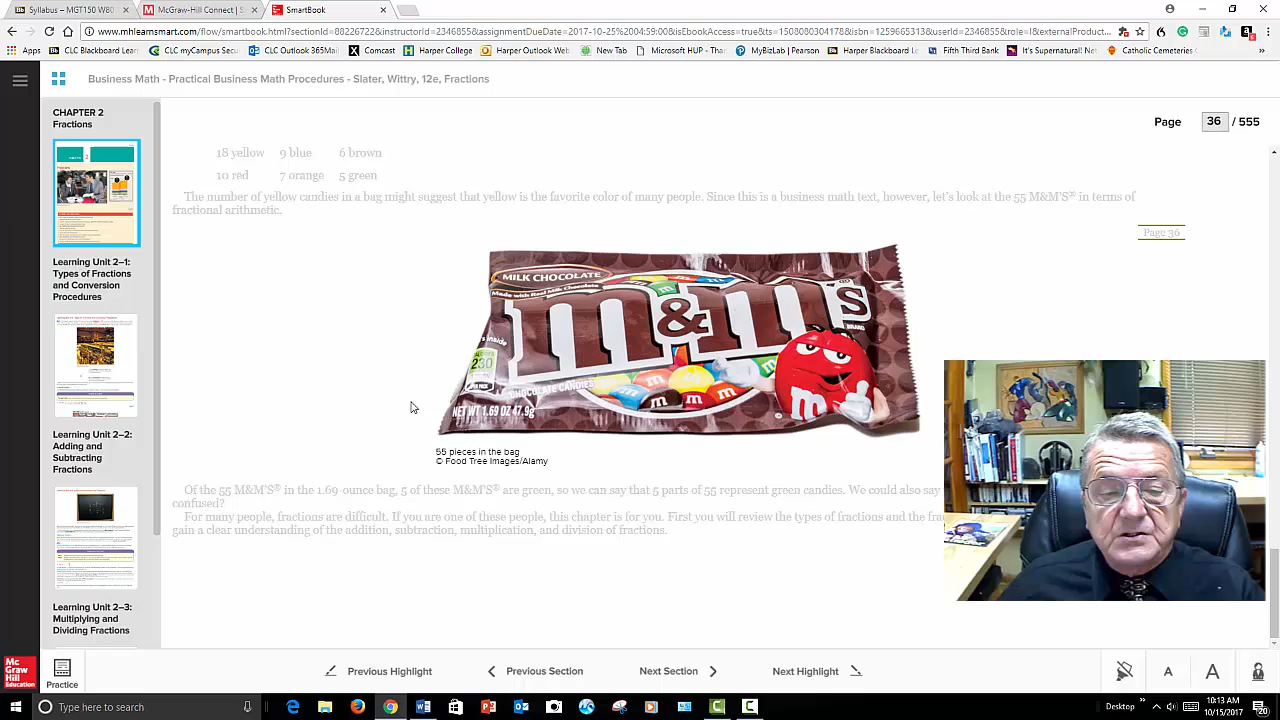 Syllabus – MGT150 W80
McGraw-Hill Connect | S
SmartBook
www.mhlearnsmart.com/flow/smartbook.html?sectionId=88226722&instructorId=2346855&assignmentDueDate=2017-10-25%2004:59:00&isEbookAccess=true&ts=1508080304178&isbn=1259665313&userId=2346855&role=I&externalProduc...
Apps
CLC Blackboard Learn
CLC myCampus Secu
CLC Outlook 365Mail
Xcomfast
Harper Outlook Web
New Tab
Microsoft HUP
MyBizLab | Pearson
Blackboard Learn
Fifth Third Bank
It's Supernatural! Net
Catholic Cemeteries
Business Math - Practical Business Math Procedures - Slater, Wittry, 12e, Fractions
Page 36 / 555
CHAPTER 2
Fractions
Learning Unit 2–1:
Types of Fractions
and Conversion
Procedures
Learning Unit 2–2:
Adding and
Subtracting
Fractions
Learning Unit 2–3:
Multiplying and
Dividing Fractions
18 yellow 9 blue 6 brown
10 red 7 orange 5 green
The number of yellow candies in a bag might suggest that yellow is the favorite color of many people. Since this is a business math text, however, let's look at the 55 M&M'S® in terms of
fractional arithmetic.
Page 36
MILK CHOCOLATE
m&m's
BRAND
NET WT 1.69 OZ 47.9g
55 pieces in the bag
© Food Tree Images/Alamy
Of the 55 M&M'S® in the 1.69-ounce bag, 5 of these M&M'S® are green, so we can say that 5 parts of 55 represent green candies. We could also say
confused?
For many people, fractions are difficult. If you are one of these people, this chapter is for you. First you will review the types of fractions and the
gain a clear understanding of the addition, subtraction, multiplication, and division of fractions.
Mc
Graw
Hill
Education
Practice
Previous Highlight
Previous Section
Next Section
Next Highlight
A
A
Type here to search
Desktop
10:13 AM
10/15/2017
20